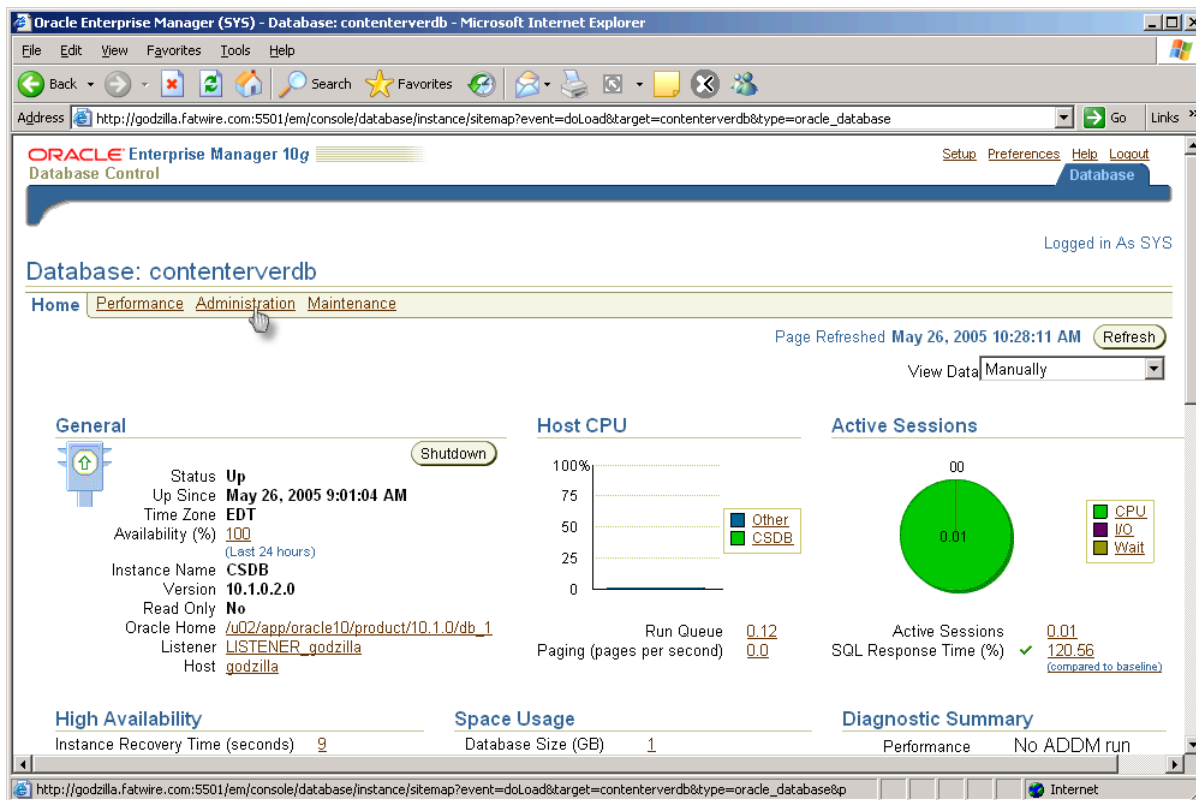 Oracle Enterprise Manager (SYS) - Database: contenterverdb - Microsoft Internet Explorer
File Edit View Favorites Tools Help
Back Search Favorites
Address http://godzilla.fatwire.com:5501/em/console/database/instance/sitemap?event=doLoad&target=contenterverdb&type=oracle_database Go Links »
ORACLE Enterprise Manager 10g
Setup Preferences Help Logout
Database Control
Database
Logged in As SYS
Database: contenterverdb
Home Performance Administration Maintenance
Page Refreshed May 26, 2005 10:28:11 AM Refresh
View Data Manually
General
Shutdown
Status Up
Up Since May 26, 2005 9:01:04 AM
Time Zone EDT
Availability (%) 100
(Last 24 hours)
Instance Name CSDB
Version 10.1.0.2.0
Read Only No
Oracle Home /u02/app/oracle10/product/10.1.0/db_1
Listener LISTENER_godzilla
Host godzilla
Host CPU
100%
75
50
25
0
Other
CSDB
Run Queue 0.12
Paging (pages per second) 0.0
Active Sessions
00
0.01
CPU
I/O
Wait
Active Sessions 0.01
SQL Response Time (%) 120.56
(compared to baseline)
High Availability
Instance Recovery Time (seconds) 9
Space Usage
Database Size (GB) 1
Diagnostic Summary
Performance No ADDM run
http://godzilla.fatwire.com:5501/em/console/database/instance/sitemap?event=doLoad&target=contenterverdb&type=oracle_database&p Internet